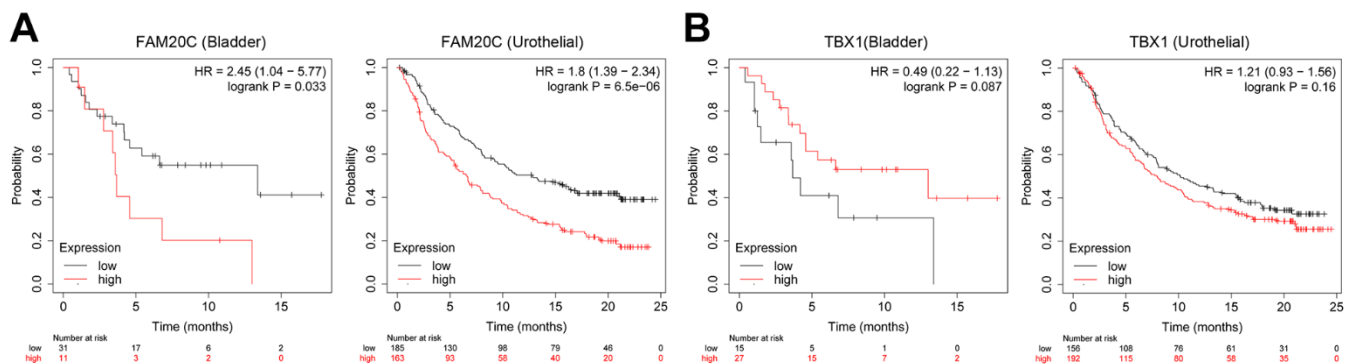 A
FAM20C (Bladder)
HR = 2.45 (1.04 − 5.77)
logrank P = 0.033
Probability
1.0
0.8
0.6
0.4
0.2
0.0
Expression
low
high
0 5 10 15
Time (months)
Number at risk
low 31 17 6 2
high 11 3 2 0
FAM20C (Urothelial)
HR = 1.8 (1.39 − 2.34)
logrank P = 6.5e−06
Probability
1.0
0.8
0.6
0.4
0.2
0.0
Expression
low
high
0 5 10 15 20 25
Time (months)
Number at risk
low 185 130 98 79 46 0
high 163 93 58 40 20 0
B
TBX1(Bladder)
HR = 0.49 (0.22 − 1.13)
logrank P = 0.087
Probability
1.0
0.8
0.6
0.4
0.2
0.0
Expression
low
high
0 5 10 15
Time (months)
Number at risk
low 15 5 1 0
high 27 15 7 2
TBX1 (Urothelial)
HR = 1.21 (0.93 − 1.56)
logrank P = 0.16
Probability
1.0
0.8
0.6
0.4
0.2
0.0
Expression
low
high
0 5 10 15 20 25
Time (months)
Number at risk
low 156 108 76 61 31 0
high 192 115 80 58 35 0